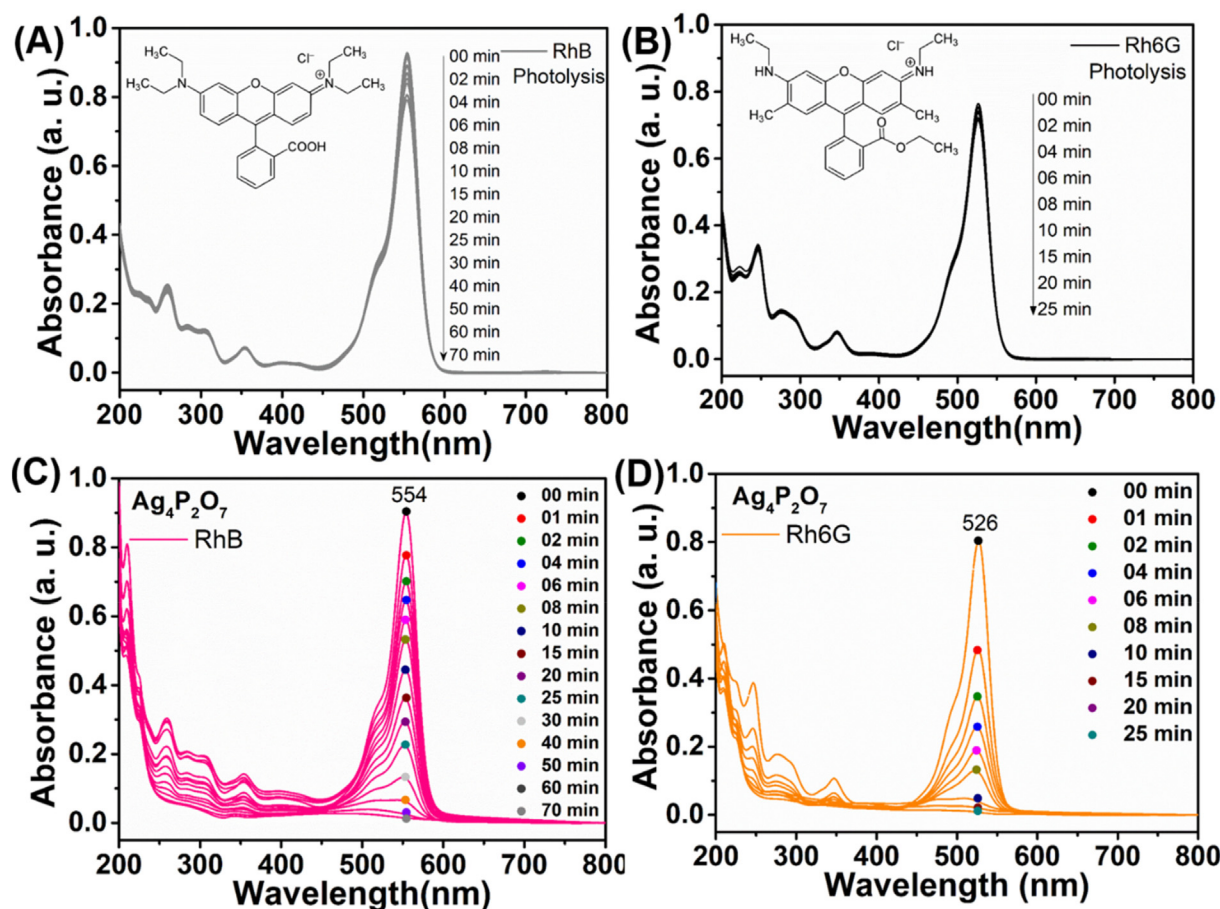 (A)
1.0
0.8
0.6
0.4
0.2
0.0
Absorbance (a. u.)
200 300 400 500 600 700 800
Wavelength(nm)
RhB
Photolysis
00 min
02 min
04 min
06 min
08 min
10 min
15 min
20 min
25 min
30 min
40 min
50 min
60 min
70 min
H₃C
Cl⁻
CH₃
N
O
N⁺
H₃C
CH₃
COOH
(B)
1.0
0.8
0.6
0.4
0.2
0.0
Absorbance (a. u.)
200 300 400 500 600 700 800
Wavelength(nm)
Rh6G
Photolysis
00 min
02 min
04 min
06 min
08 min
10 min
15 min
20 min
25 min
H₃C
Cl⁻
CH₃
NH
O
NH⁺
H₃C
CH₃
O
O
CH₃
(C)
1.0
0.8
0.6
0.4
0.2
0.0
Absorbance (a. u.)
200 300 400 500 600 700 800
Wavelength(nm)
Ag₄P₂O₇
RhB
554
00 min
01 min
02 min
04 min
06 min
08 min
10 min
15 min
20 min
25 min
30 min
40 min
50 min
60 min
70 min
(D)
1.0
0.8
0.6
0.4
0.2
0.0
Absorbance (a. u.)
200 300 400 500 600 700 800
Wavelength (nm)
Ag₄P₂O₇
Rh6G
526
00 min
01 min
02 min
04 min
06 min
08 min
10 min
15 min
20 min
25 min